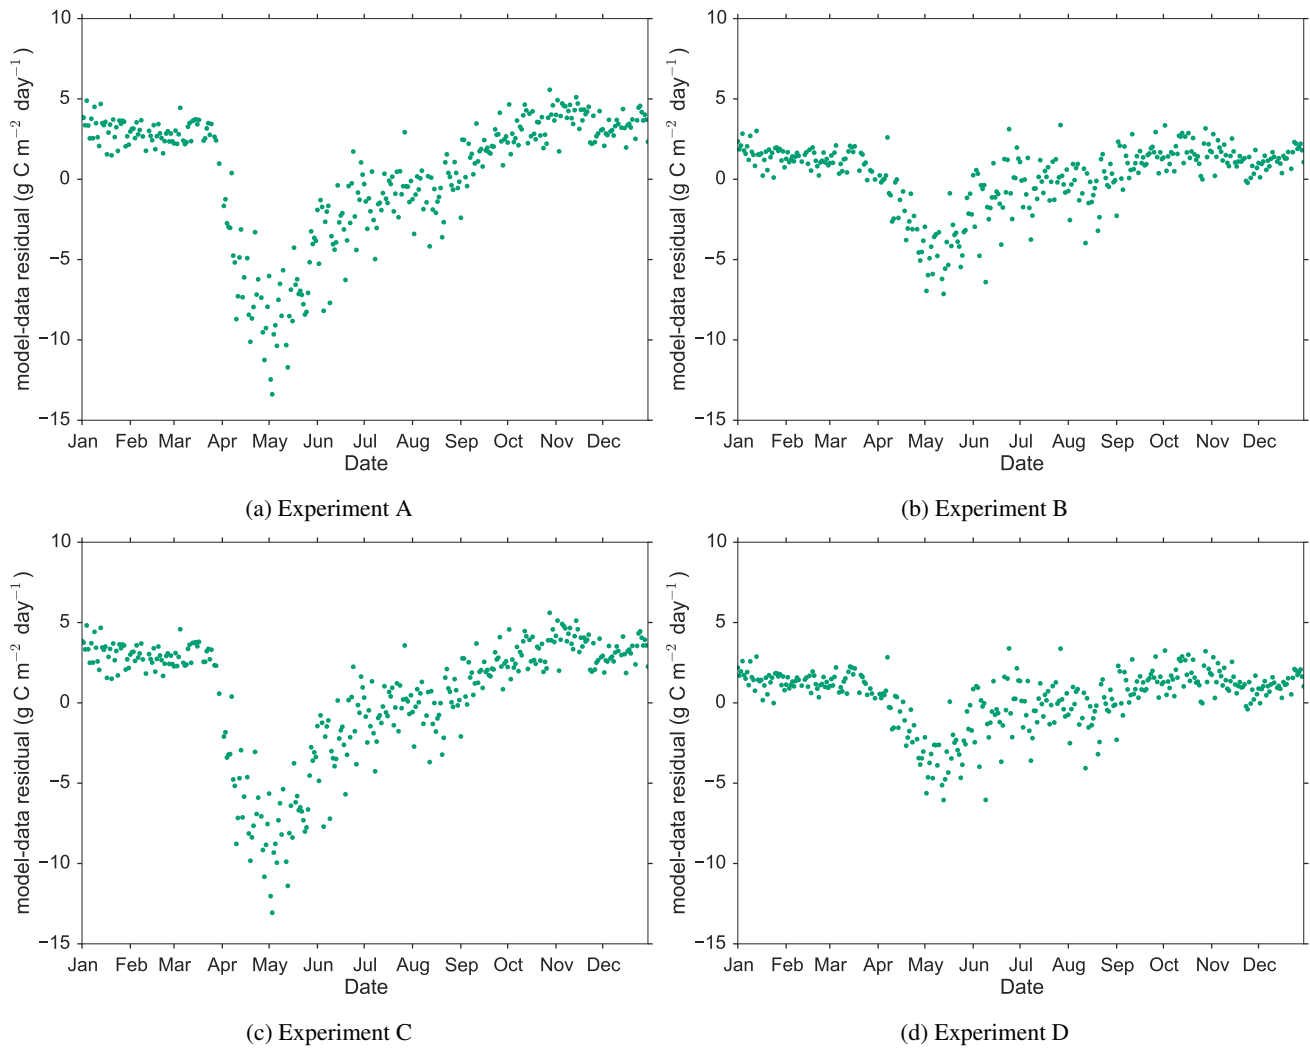 10
5
0
−5
−10
−15
model-data residual (g C m−2 day−1 )
Jan Feb Mar Apr May Jun Jul Aug Sep Oct Nov Dec
Date
(a) Experiment A
10
5
0
−5
−10
−15
model-data residual (g C m−2 day−1 )
Jan Feb Mar Apr May Jun Jul Aug Sep Oct Nov Dec
Date
(b) Experiment B
10
5
0
−5
−10
−15
model-data residual (g C m−2 day−1 )
Jan Feb Mar Apr May Jun Jul Aug Sep Oct Nov Dec
Date
(c) Experiment C
10
5
0
−5
−10
−15
model-data residual (g C m−2 day−1 )
Jan Feb Mar Apr May Jun Jul Aug Sep Oct Nov Dec
Date
(d) Experiment D